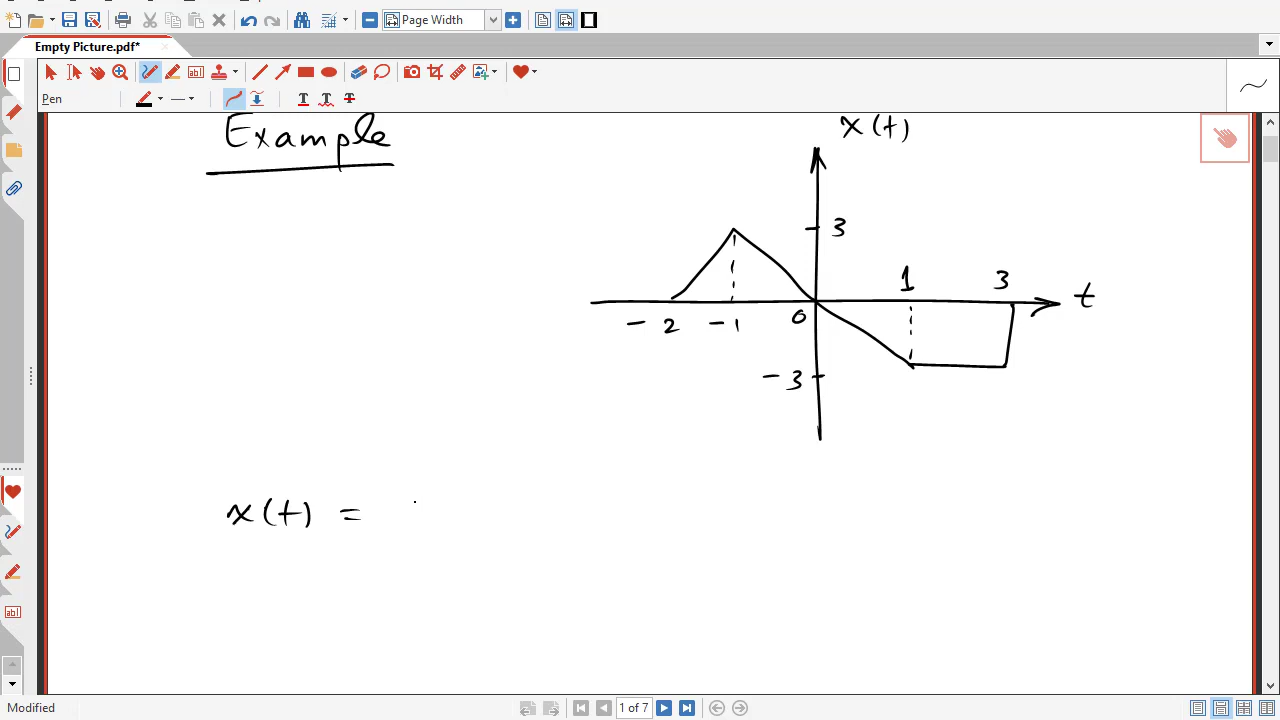 Page Width
Empty Picture.pdf*
Pen
Example
x(t)
3
1 3
t
-2 -1 0
-3
x(t) =
1 of 7
Modified